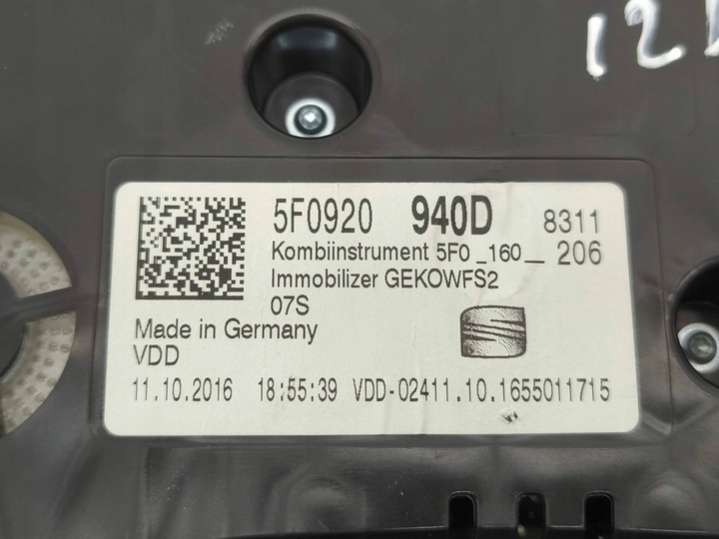 5F0920 940D 8311
Kombiinstrument 5F0 _160_ 206
Immobilizer GEKOWFS2
07S
Made in Germany
VDD
11.10.2016 18:55:39 VDD-02411.10.1655011715